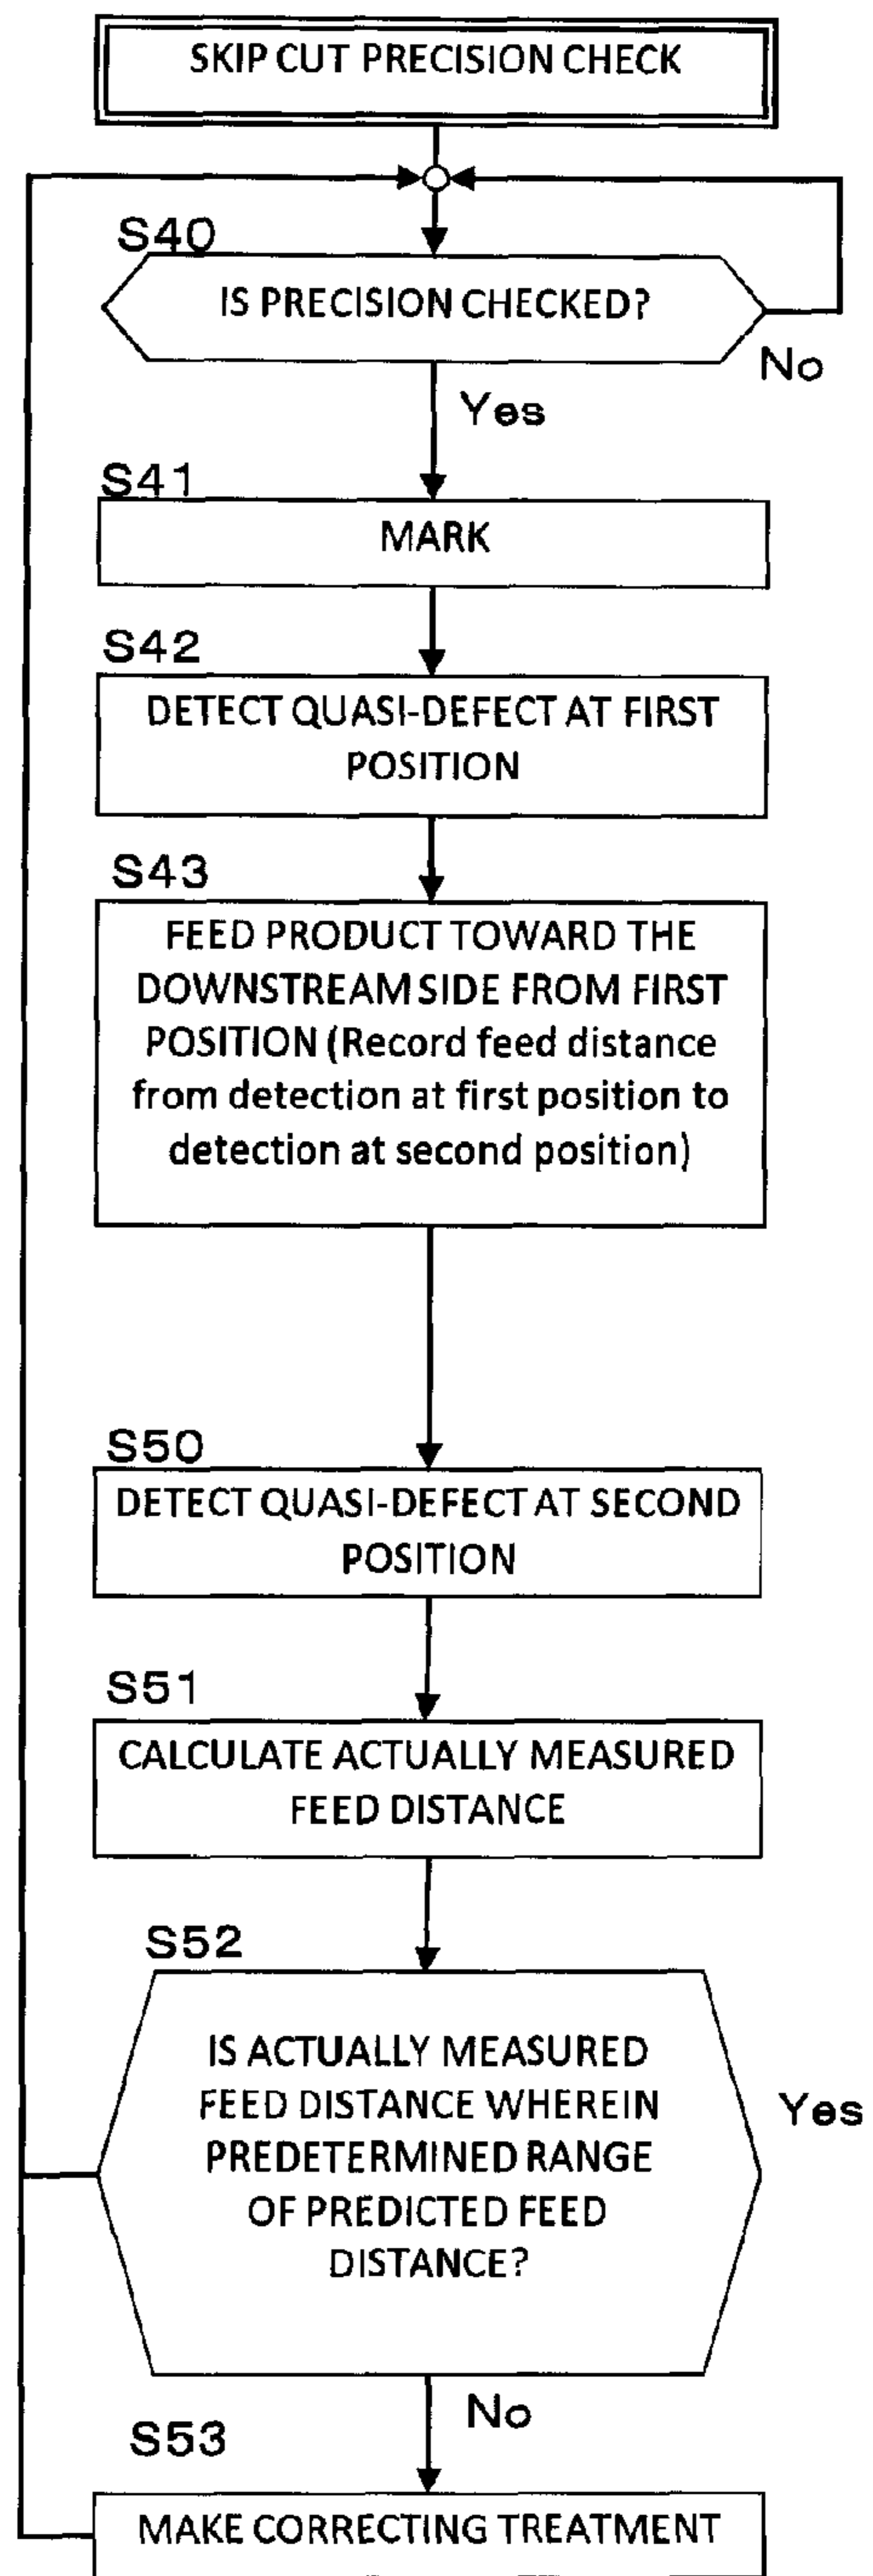 SKIP CUT PRECISION CHECK
S40
IS PRECISION CHECKED?
No
Yes
S41
MARK
S42
DETECT QUASI-DEFECT AT FIRST
POSITION
S43
FEED PRODUCT TOWARD THE
DOWNSTREAM SIDE FROM FIRST
POSITION (Record feed distance
from detection at first position to
detection at second position)
S50
DETECT QUASI-DEFECT AT SECOND
POSITION
S51
CALCULATE ACTUALLY MEASURED
FEED DISTANCE
S52
IS ACTUALLY MEASURED
FEED DISTANCE WHEREIN
PREDETERMINED RANGE
OF PREDICTED FEED
DISTANCE?
Yes
No
S53
MAKE CORRECTING TREATMENT